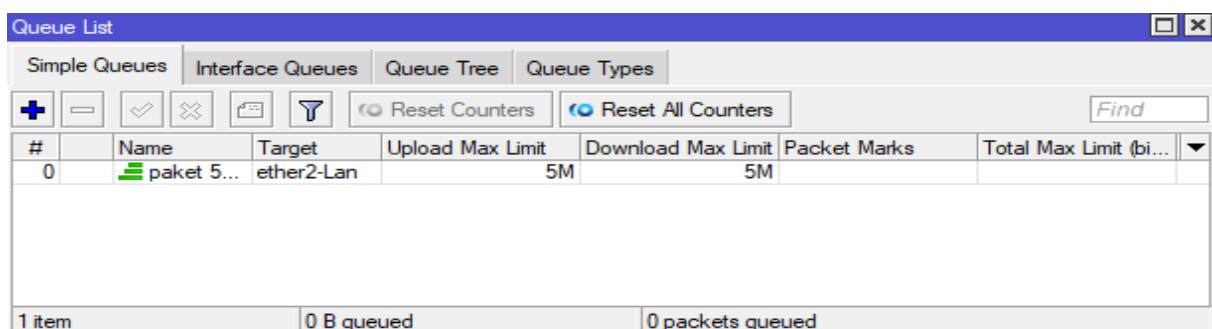 Queue List
Simple Queues Interface Queues Queue Tree Queue Types
Reset Counters Reset All Counters Find
# Name Target Upload Max Limit Download Max Limit Packet Marks Total Max Limit (bi...
0 paket 5... ether2-Lan 5M 5M
1 item 0 B queued 0 packets queued